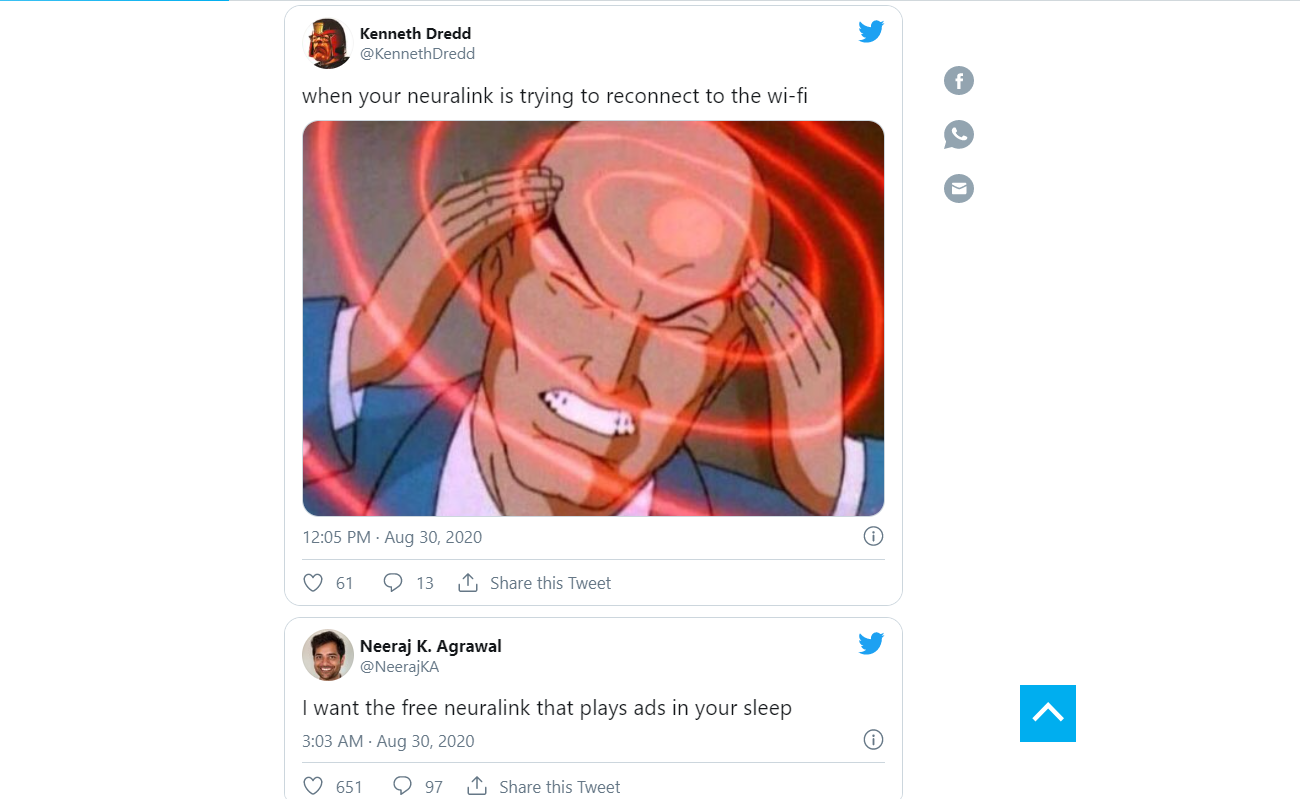 Kenneth Dredd
@KennethDredd
when your neuralink is trying to reconnect to the wi-fi
12:05 PM · Aug 30, 2020
61 13 Share this Tweet
Neeraj K. Agrawal
@NeerajKA
I want the free neuralink that plays ads in your sleep
3:03 AM · Aug 30, 2020
651 97 Share this Tweet